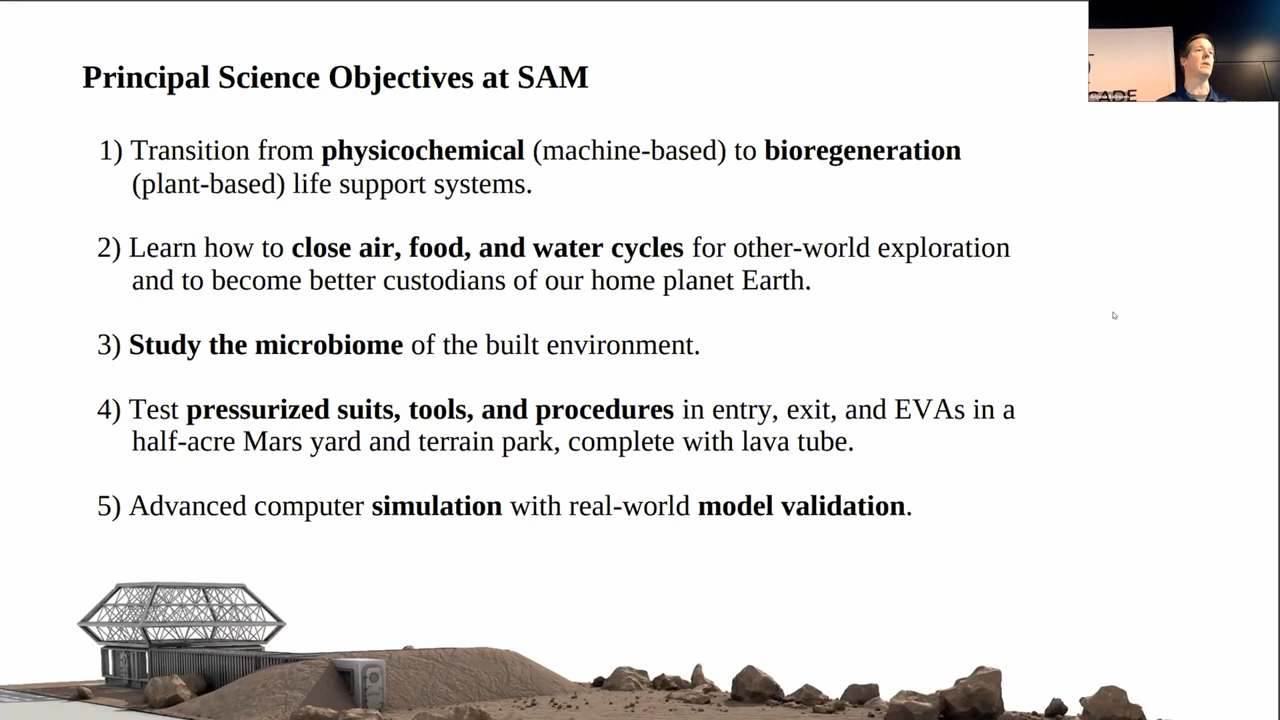 Principal Science Objectives at SAM
1) Transition from physicochemical (machine-based) to bioregeneration
(plant-based) life support systems.
2) Learn how to close air, food, and water cycles for other-world exploration
and to become better custodians of our home planet Earth.
3) Study the microbiome of the built environment.
4) Test pressurized suits, tools, and procedures in entry, exit, and EVAs in a
half-acre Mars yard and terrain park, complete with lava tube.
5) Advanced computer simulation with real-world model validation.